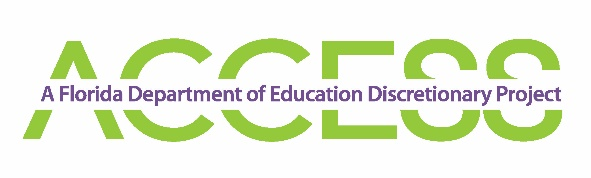 ACCESS
A Florida Department of Education Discretionary Project